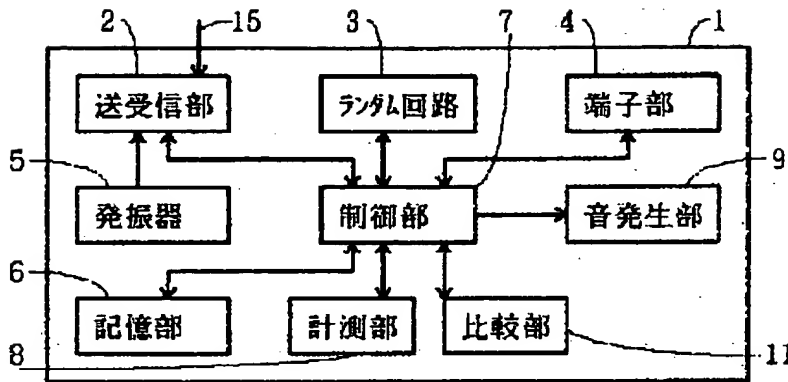 2 15 3 7 4 1
送受信部 ランダム回路 端子部
5 9
発振器 制御部 音発生部
6
記憶部 計測部 比較部
8 11